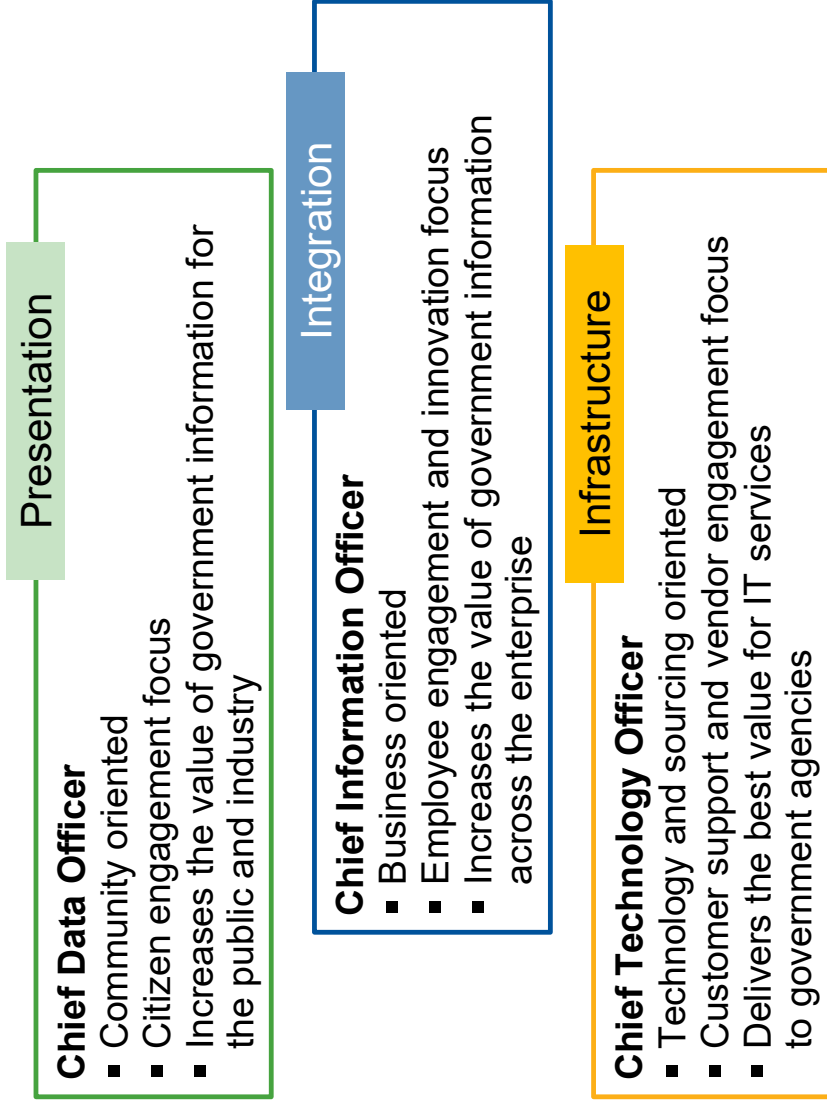 Presentation
Chief Data Officer
▪ Community oriented
▪ Citizen engagement focus
▪ Increases the value of government information for
the public and industry
Integration
Chief Information Officer
▪ Business oriented
▪ Employee engagement and innovation focus
▪ Increases the value of government information
across the enterprise
Infrastructure
Chief Technology Officer
▪ Technology and sourcing oriented
▪ Customer support and vendor engagement focus
▪ Delivers the best value for IT services
to government agencies